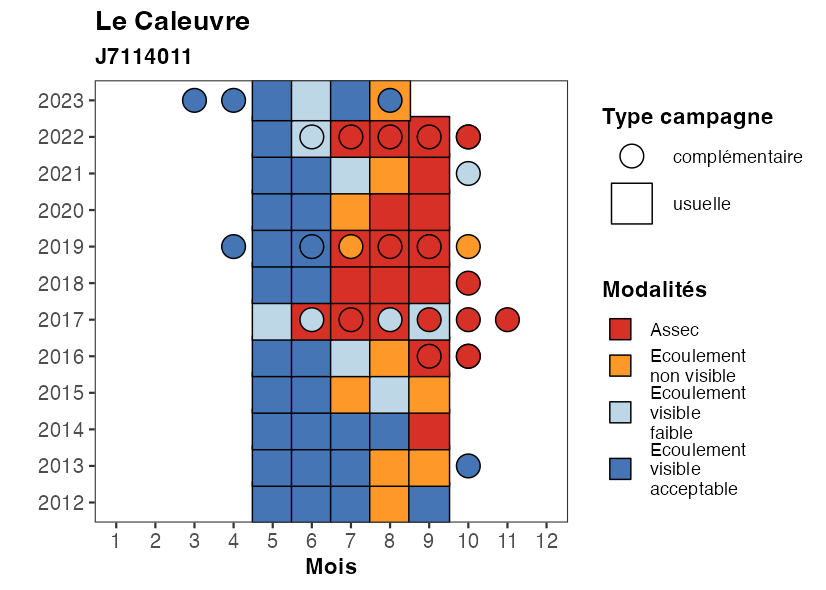 Le Caleuvre
J7114011
2023
2022
2021
2020
2019
2018
2017
2016
2015
2014
2013
2012
1 2 3 4 5 6 7 8 9 10 11 12
Mois
Type campagne
complémentaire
usuelle
Modalités
Assec
Ecoulement
non visible
Ecoulement
visible
faible
Ecoulement
visible
acceptable